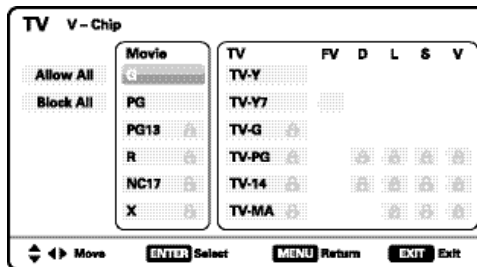 TV V - Chip
Movie TV FV D L S V
Allow All G TV-Y
Block All PG TV-Y7
PG13 TV-G
R TV-PG
NC17 TV-14
X TV-MA
Move ENTER Select MENU Return EXIT Exit